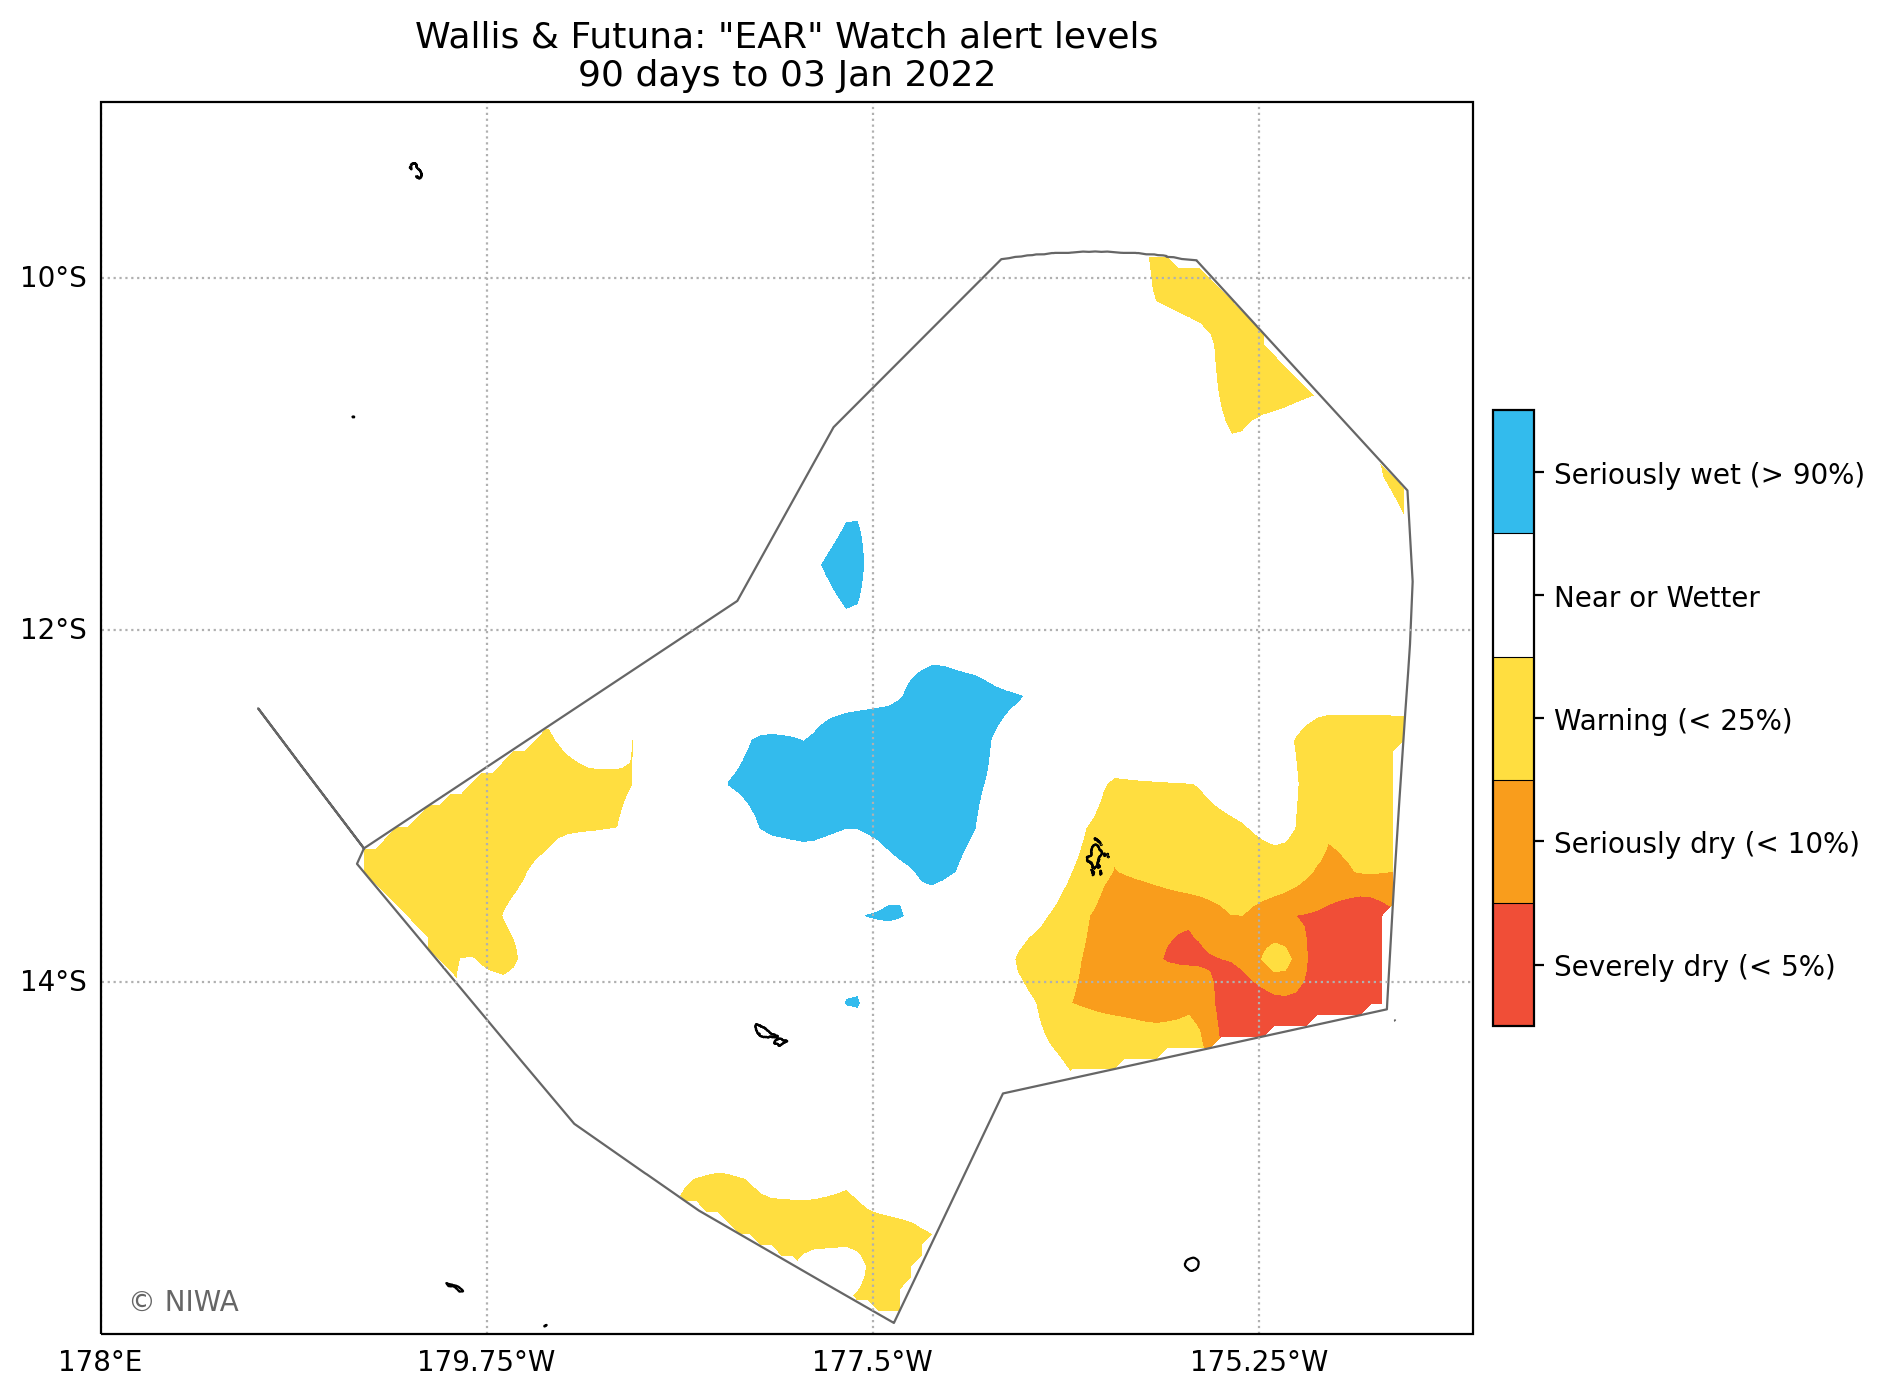 Wallis & Futuna: "EAR" Watch alert levels
90 days to 03 Jan 2022
10°S
12°S
14°S
178°E
179.75°W
177.5°W
175.25°W
Seriously wet (> 90%)
Near or Wetter
Warning (< 25%)
Seriously dry (< 10%)
Severely dry (< 5%)
© NIWA